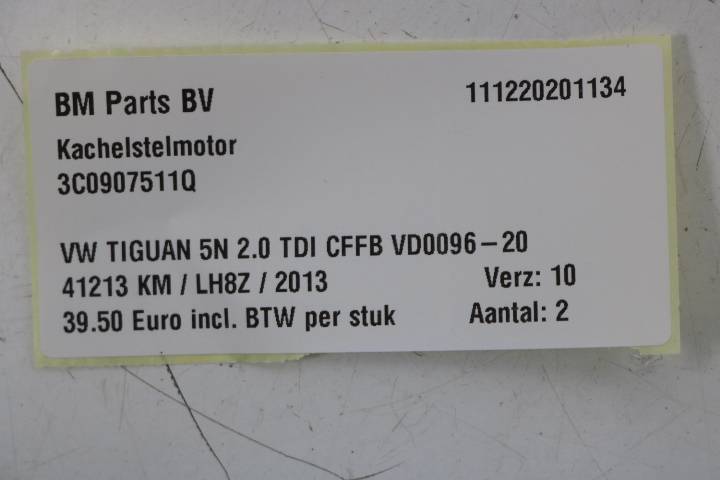 BM Parts BV 111220201134
Kachelstelmotor
3C0907511Q
VW TIGUAN 5N 2.0 TDI CFFB VD0096-20
41213 KM / LH8Z / 2013 Verz: 10
39.50 Euro incl. BTW per stuk Aantal: 2